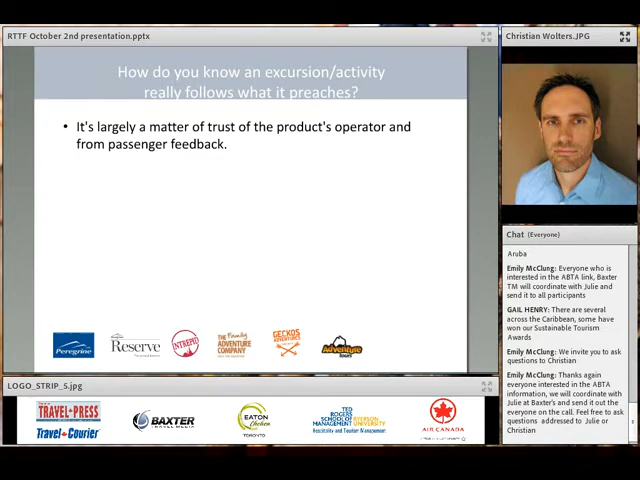 RTTF October 2nd presentation.pptx
How do you know an excursion/activity
really follows what it preaches?
• It's largely a matter of trust of the product's operator and
from passenger feedback.
Peregrine
Reserve
INTREPID
The Family
ADVENTURE
COMPANY
GECKOS
ADVENTURES
Adventure
tours
LOGO_STRIP_5.jpg
TRAVEL PRESS
Travel Courier
BAXTER
TRAVEL MEDIA
EATON
Chelsea
TORONTO
TED
ROGERS
SCHOOL OF
MANAGEMENT
RYERSON
UNIVERSITY
Hospitality and Tourism Management
AIR CANADA
Christian Wolters.JPG
Chat (Everyone)
Aruba
Emily McClung: Everyone who is
interested in the ABTA link, Baxter
TM will coordinate with Julie and
send it to all participants
GAIL HENRY: There are several
across the Caribbean, some have
won our Sustainable Tourism
Awards
Emily McClung: We invite you to ask
questions to Christian
Emily McClung: Thanks again
everyone interested in the ABTA
information, we will coordinate with
Julie at Baxter's and send it out the
everyone on the call. Feel free to ask
questions addressed to Julie or
Christian